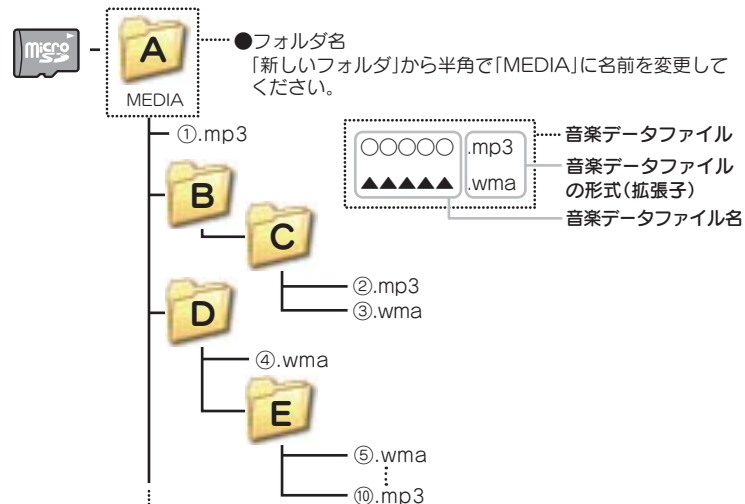 micro
SD
A
MEDIA
●フォルダ名
「新しいフォルダ」から半角で「MEDIA」に名前を変更して
ください。
①.mp3
○○○○○ .mp3
▲▲▲▲▲ .wma
音楽データファイル
音楽データファイル
の形式(拡張子)
音楽データファイル名
B
C
②.mp3
③.wma
D
④.wma
E
⑤.wma
⑩.mp3